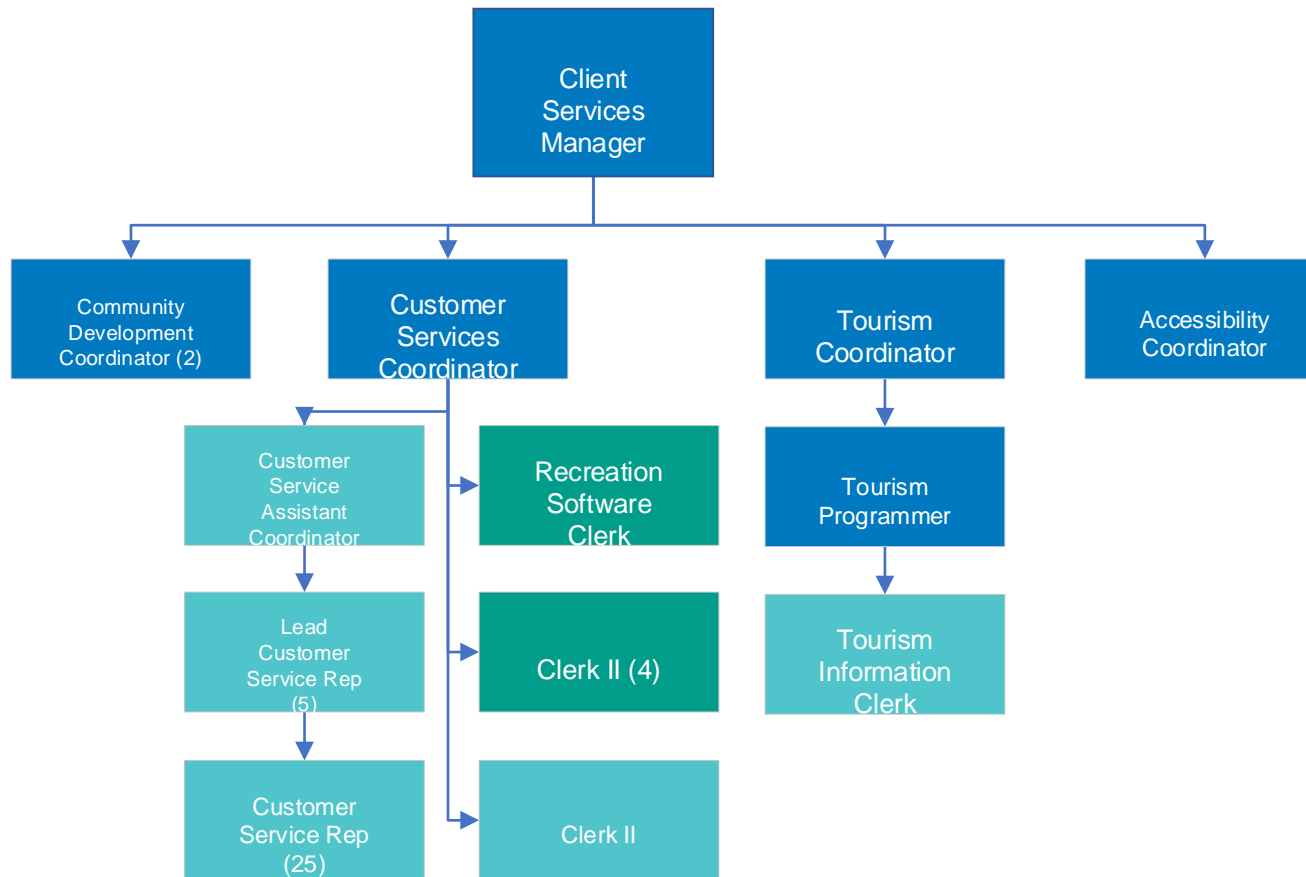 Client
Services
Manager
Community
Development
Coordinator (2)
Customer
Services
Coordinator
Tourism
Coordinator
Accessibility
Coordinator
Customer
Service
Assistant
Coordinator
Recreation
Software
Clerk
Tourism
Programmer
Lead
Customer
Service Rep
(5)
Clerk II (4)
Tourism
Information
Clerk
Customer
Service Rep
(25)
Clerk II